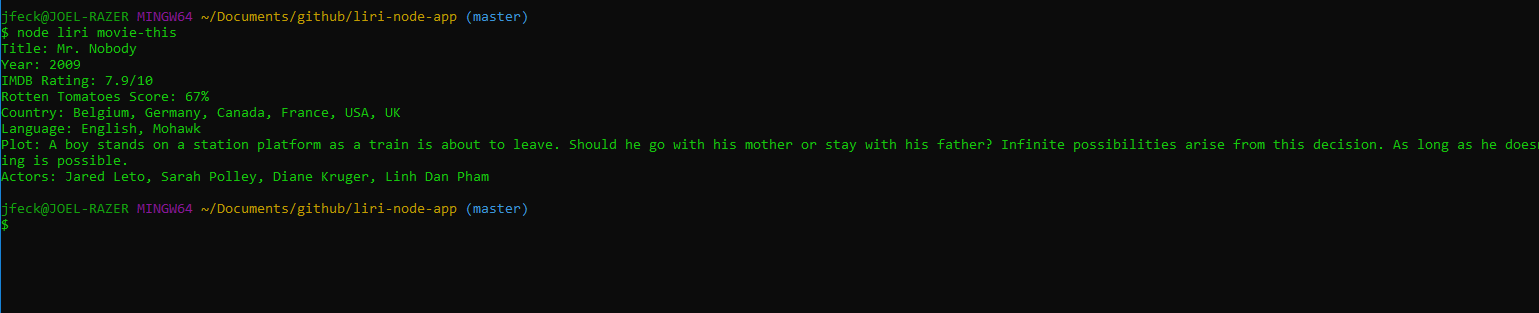 jfeck@JOEL-RAZER MINGW64 ~/Documents/github/liri-node-app (master)
$ node liri movie-this
Title: Mr. Nobody
Year: 2009
IMDB Rating: 7.9/10
Rotten Tomatoes Score: 67%
Country: Belgium, Germany, Canada, France, USA, UK
Language: English, Mohawk
Plot: A boy stands on a station platform as a train is about to leave. Should he go with his mother or stay with his father? Infinite possibilities arise from this decision. As long as he does
ing is possible.
Actors: Jared Leto, Sarah Polley, Diane Kruger, Linh Dan Pham
jfeck@JOEL-RAZER MINGW64 ~/Documents/github/liri-node-app (master)
$